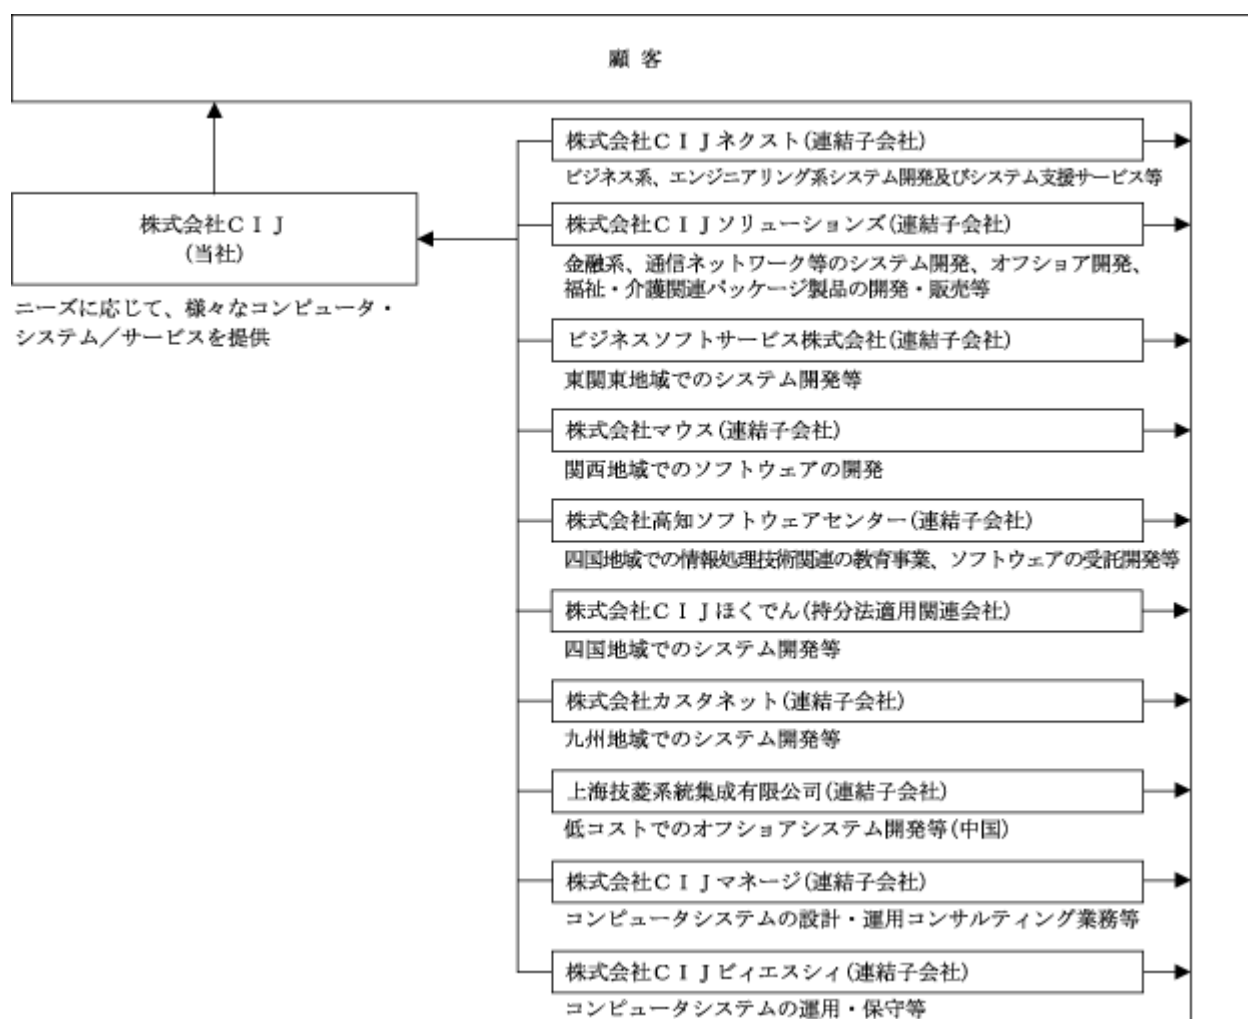 顧 客
株式会社ＣＩＪ
(当社)
ニーズに応じて、様々なコンピュータ・
システム／サービスを提供
株式会社ＣＩＪネクスト(連結子会社)
ビジネス系、エンジニアリング系システム開発及びシステム支援サービス等
株式会社ＣＩＪソリューションズ(連結子会社)
金融系、通信ネットワーク等のシステム開発、オフショア開発、
福祉・介護関連パッケージ製品の開発・販売等
ビジネスソフトサービス株式会社(連結子会社)
東関東地域でのシステム開発等
株式会社マウス(連結子会社)
関西地域でのソフトウェアの開発
株式会社高知ソフトウェアセンター(連結子会社)
四国地域での情報処理技術関連の教育事業、ソフトウェアの受託開発等
株式会社ＣＩＪほくでん(持分法適用関連会社)
四国地域でのシステム開発等
株式会社カスタネット(連結子会社)
九州地域でのシステム開発等
上海技菱系統集成有限公司(連結子会社)
低コストでのオフショアシステム開発等(中国)
株式会社ＣＩＪマネージ(連結子会社)
コンピュータシステムの設計・運用コンサルティング業務等
株式会社ＣＩＪビィエスシィ(連結子会社)
コンピュータシステムの運用・保守等